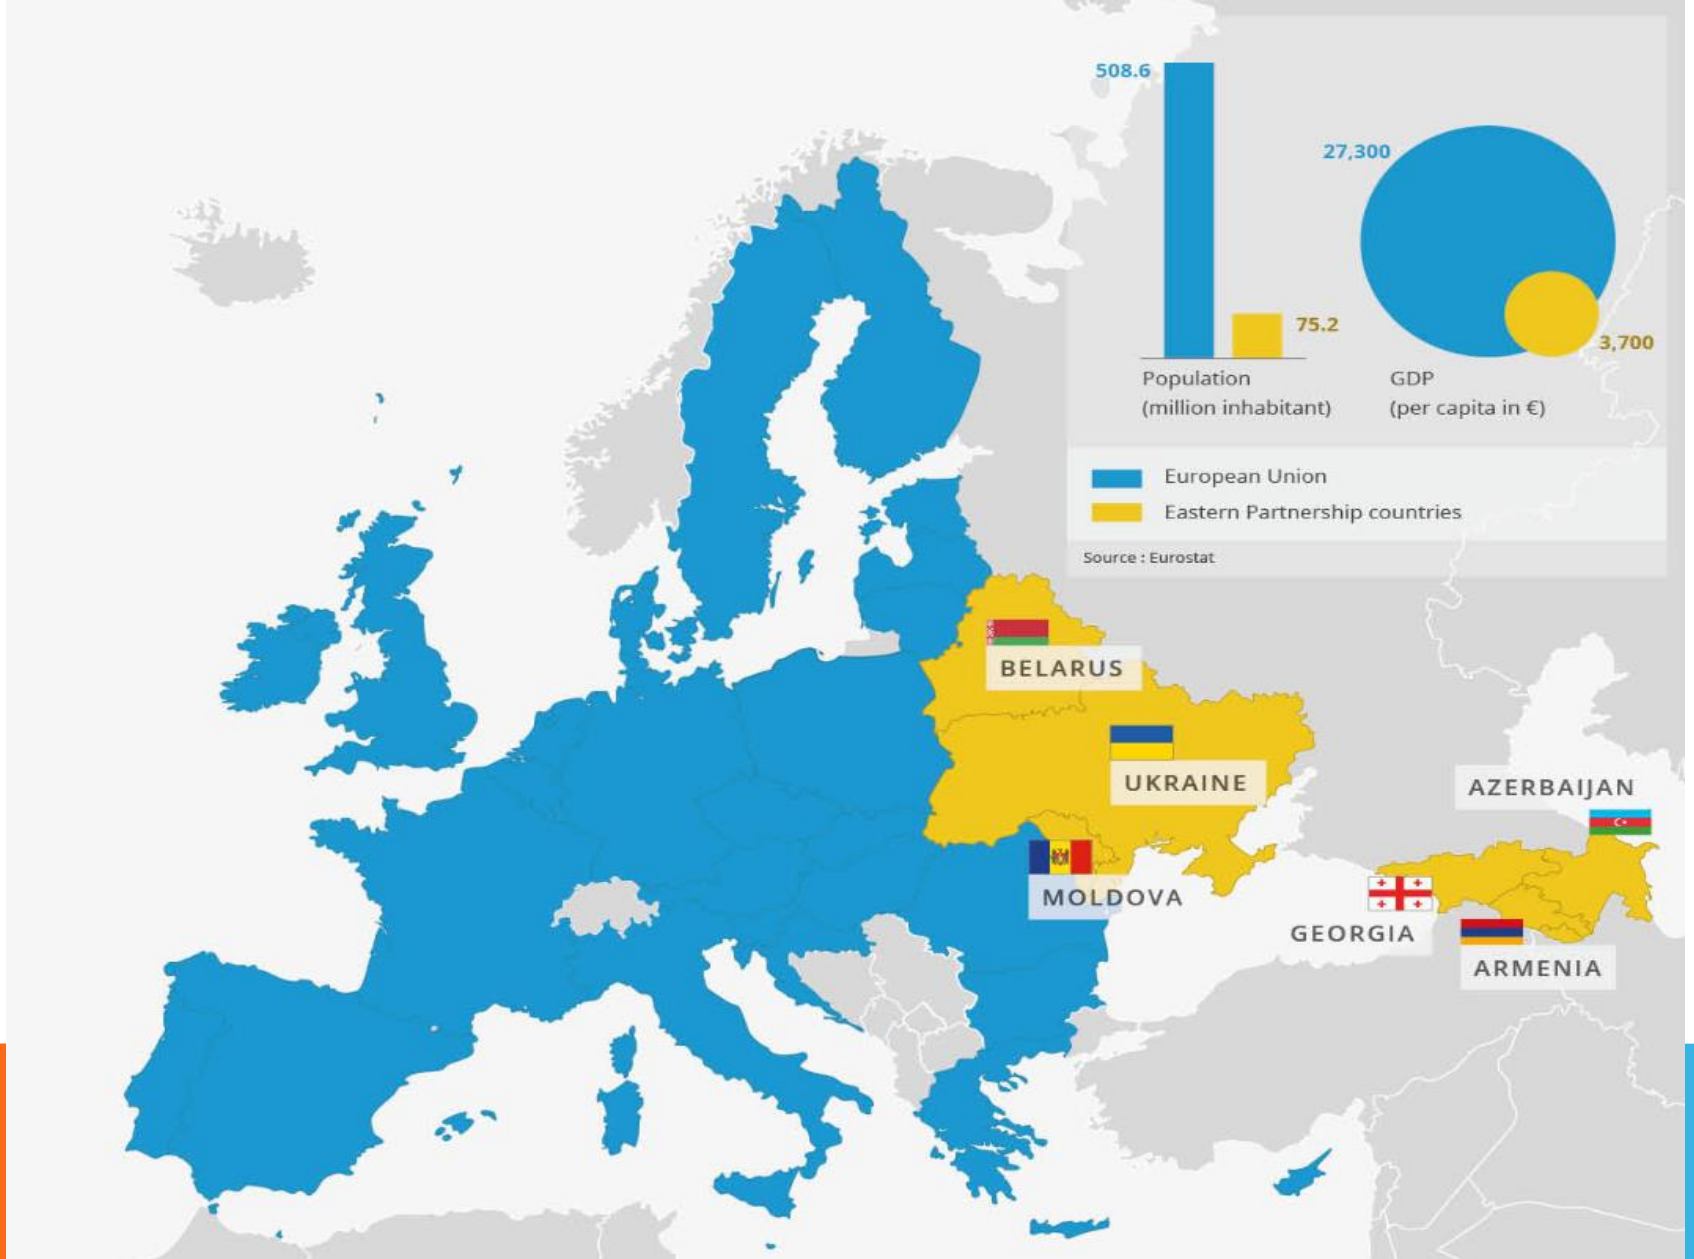 508.6
27,300
75.2
3,700
Population
(million inhabitant)
GDP
(per capita in €)
European Union
Eastern Partnership countries
Source : Eurostat
BELARUS
UKRAINE
AZERBAIJAN
MOLDOVA
GEORGIA
ARMENIA